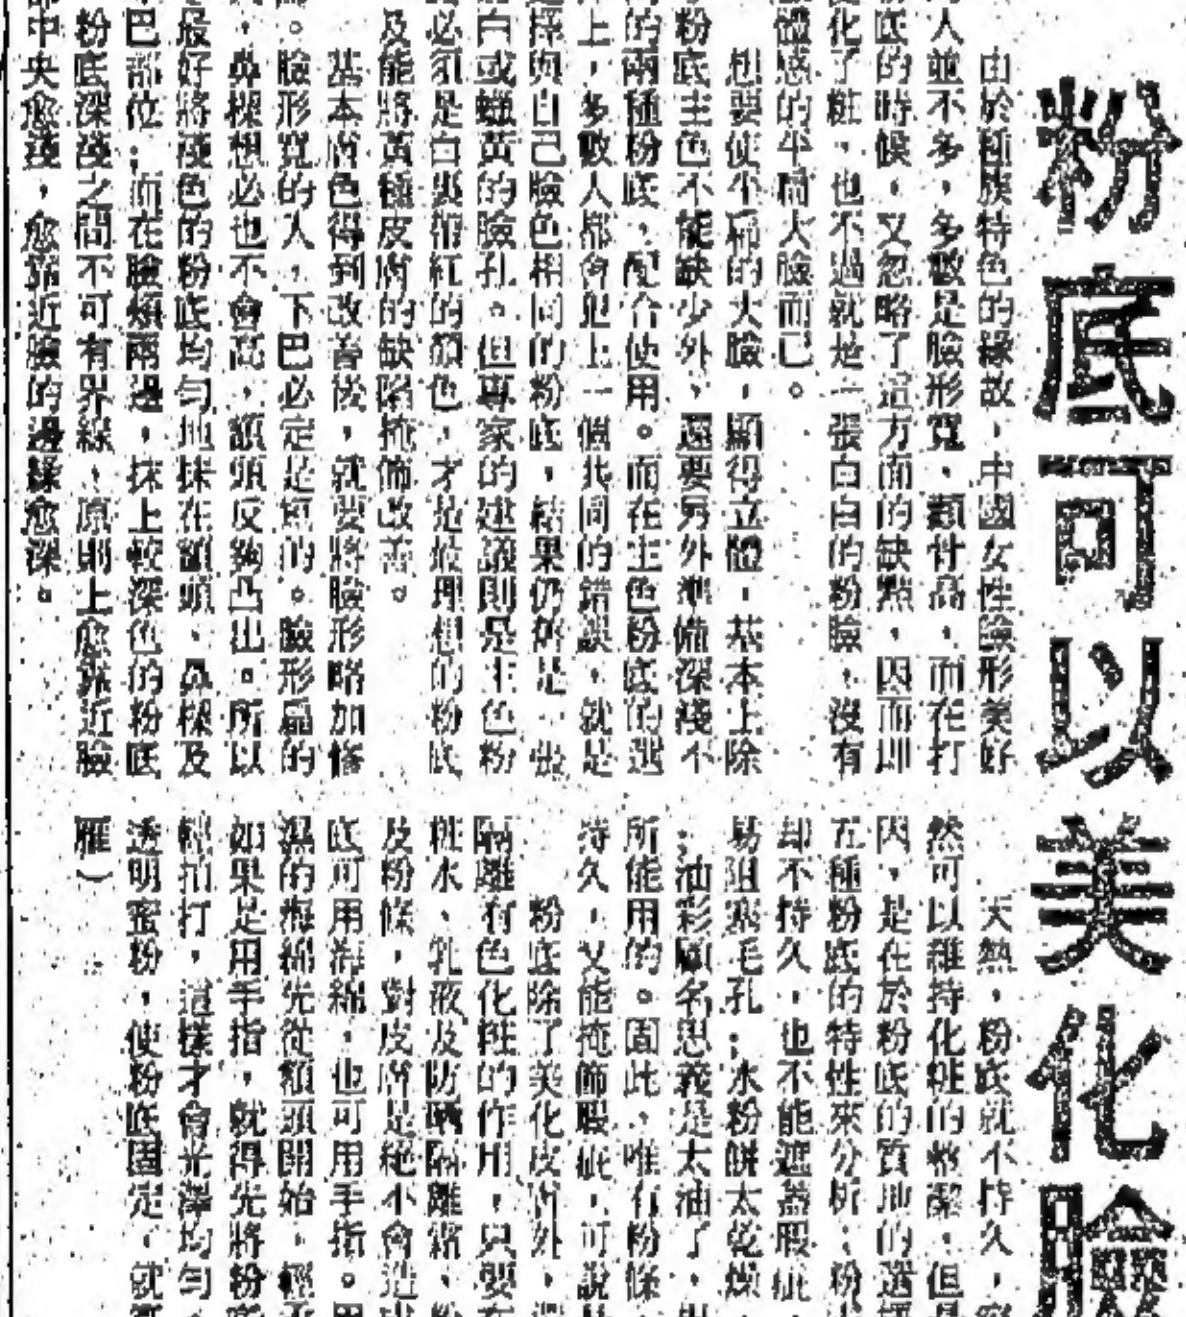 粉底可以美化臉
由於種族特色的緣故，中國女性臉形美好
人並不多，多數是臉形寬、顴骨高，而在打
底的時候，又忽略了這方面的缺點，因而即
化了粧，也不過就是一張白白的粉臉，沒有
體感的平扁大臉而已。
想要使平扁的大臉，顯得立體，基本上除
粉底主色不能缺少外，還要另外準備深淺不
的兩種粉底，配合使用。而在主色粉底的選
上，多數人都會犯上一個共同的錯誤，就是
擇與自己臉色相同的粉底，結果仍然是一張
白或蠟黃的臉孔。但專家的建議則是主色粉
必須是白裏帶紅的顏色，才是最理想的粉底
及能將黃種皮膚的缺陷掩飾改善。
基本膚色得到改善後，就要將臉形略加修
。臉形寬的人，下巴必定是短的。臉形扁的
，鼻樑想必也不會高，額頭反夠凸出。所以
最好將淺色的粉底均勻地抹在額頭、鼻樑及
巴部位；而在臉頰兩邊，抹上較深色的粉底
粉底深淺之間不可有界線，原則上愈靠近臉
中央愈淺，愈靠近臉的邊緣愈深。
天熱，粉底就不持久，
然可以維持化粧的整潔，但
因，是在於粉底的質地的選
五種粉底的特性來分析：粉
却不持久，也不能遮蓋瑕疵
易阻塞毛孔；水粉餅太乾燥
；油彩顧名思義是太油了，
所能用的。因此，唯有粉條，
持久，又能掩飾瑕疵，可說
粉底除了美化皮膚外，
隔離有色化粧的作用，只要在
粧水、乳液及防曬隔離霜，
及粉條，對皮膚是絕不會造
底可用海綿，也可用手指。
濕的海綿先從額頭開始，輕
如果是用手指，就得先將粉
輕拍打，這樣才會光澤均勻，
透明蜜粉，使粉底固定，就
雁）